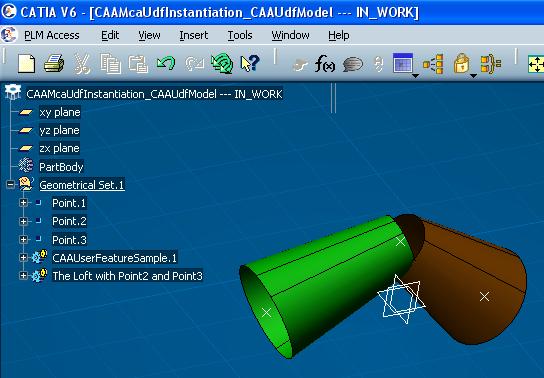 CATIA V6 - [CAAMcaUdfInstantiation_CAAUdfModel --- IN_WORK]
PLM Access Edit View Insert Tools Window Help
f(x)
CAAMcaUdfInstantiation_CAAUdfModel --- IN_WORK
xy plane
yz plane
zx plane
PartBody
Geometrical Set.1
Point.1
Point.2
Point.3
CAAUserFeatureSample.1
The Loft with Point2 and Point3